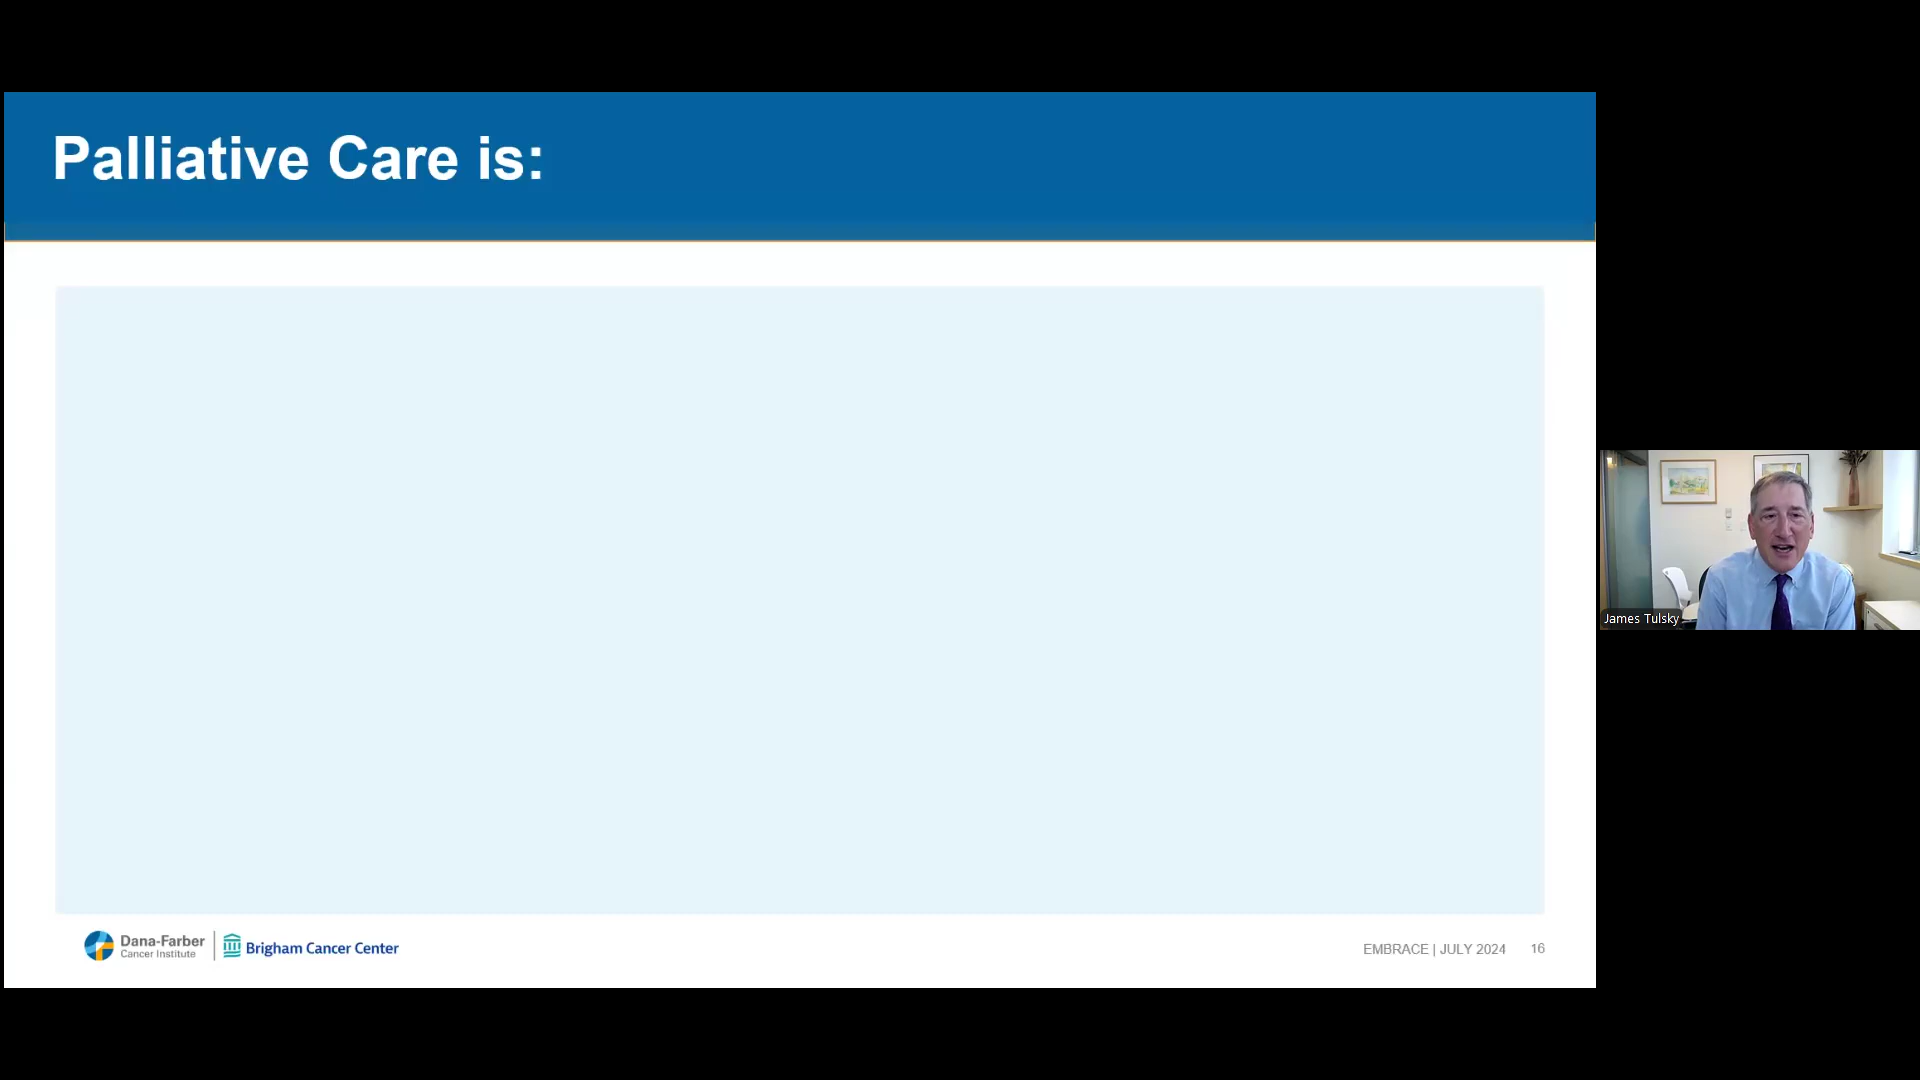 Palliative Care is:
James Tulsky
Dana-Farber
Cancer Institute
Brigham Cancer Center
EMBRACE | JULY 2024 16